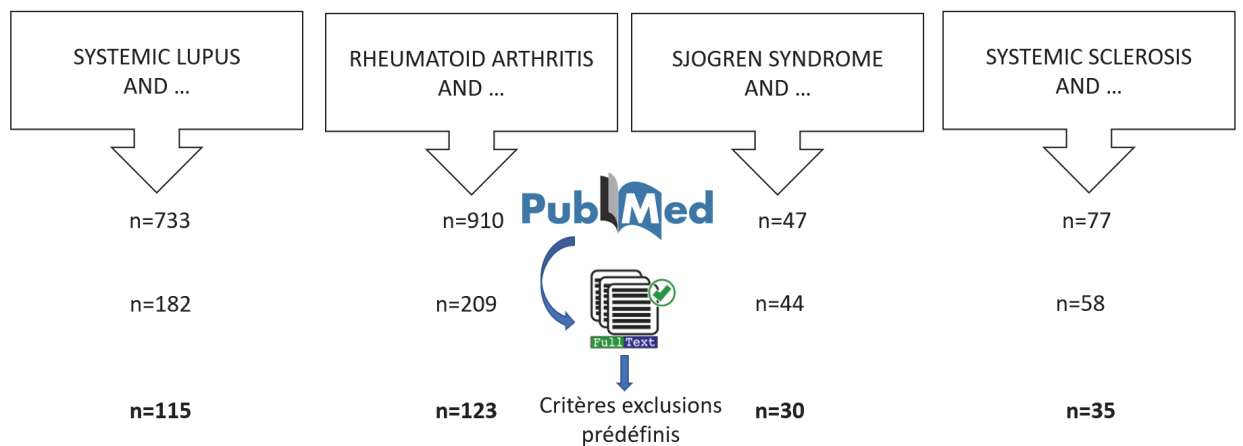 SYSTEMIC LUPUS
AND ...
RHEUMATOID ARTHRITIS
AND ...
SJOGREN SYNDROME
AND ...
SYSTEMIC SCLEROSIS
AND ...
n=733
n=910
PubMed
n=47
n=77
n=182
n=209
Full Text
n=44
n=58
n=115
n=123
Critères exclusions
prédéfinis
n=30
n=35